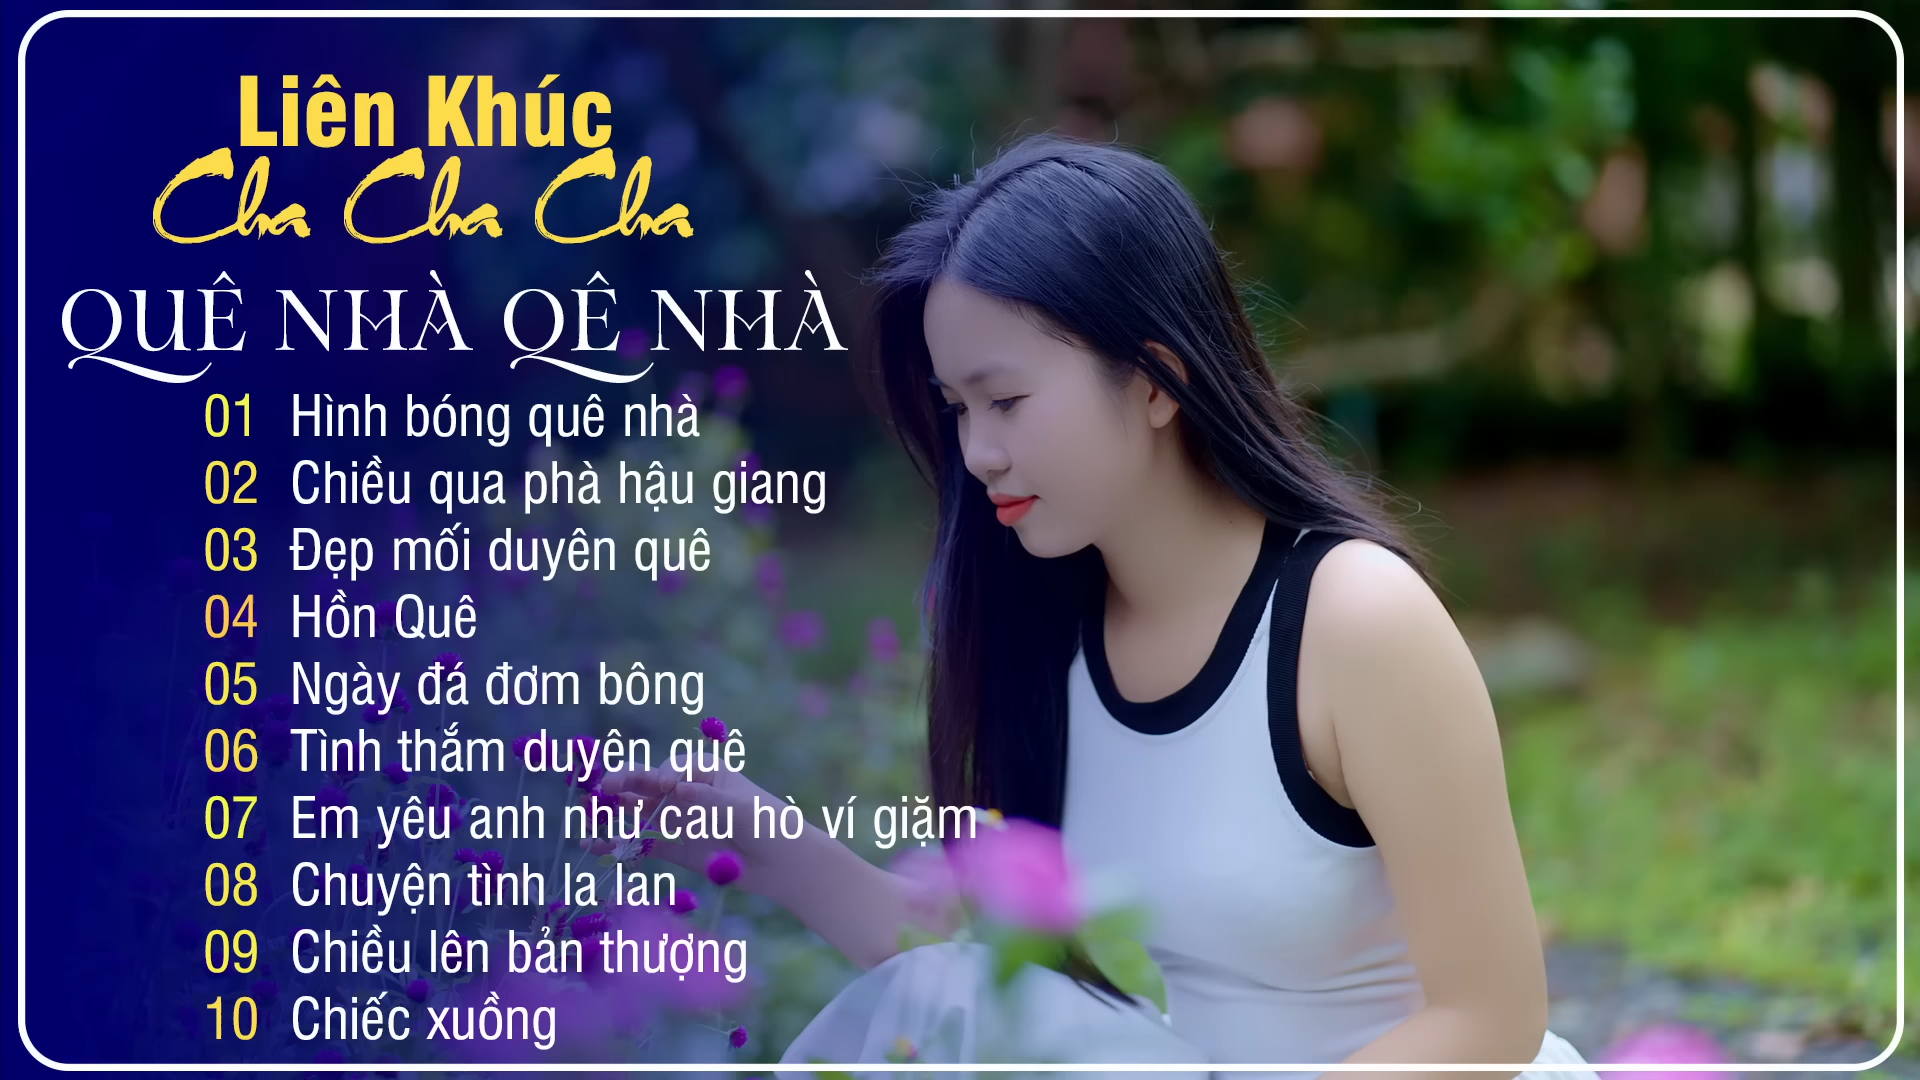 Liên Khúc
Cha Cha Cha
QUÊ NHÀ QÊ NHÀ
01 Hình bóng quê nhà
02 Chiều qua phà hậu giang
03 Đẹp mối duyên quê
04 Hồn Quê
05 Ngày đá đơm bông
06 Tình thắm duyên quê
07 Em yêu anh như cau hò ví giặm
08 Chuyện tình la lan
09 Chiều lên bản thượng
10 Chiếc xuồng